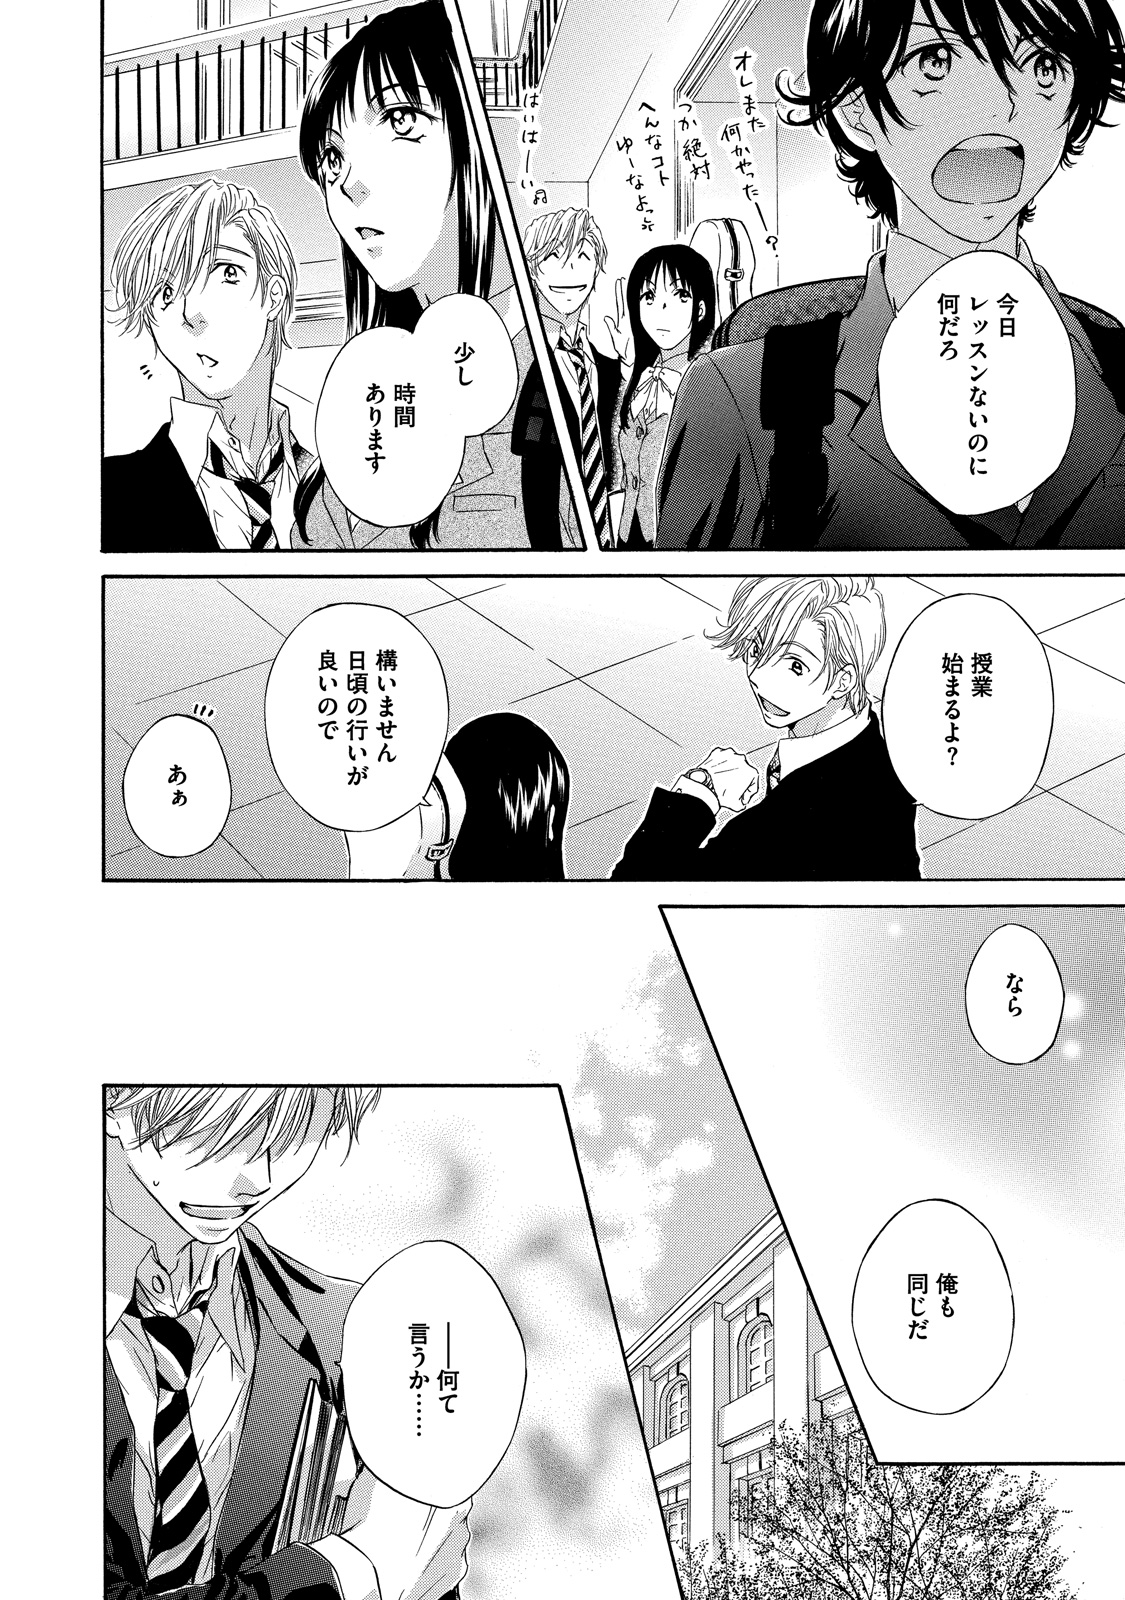 今日
レッスンないのに
何だろ
オレまた
何かやったー?
つか絶対
へんなコト
ゆーなよっ
はいはーい♪
少し
時間
あります
授業
始まるよ?
構いません
日頃の行いが
良いので
あぁ
なら
俺も
同じだ
――何て
言うか……